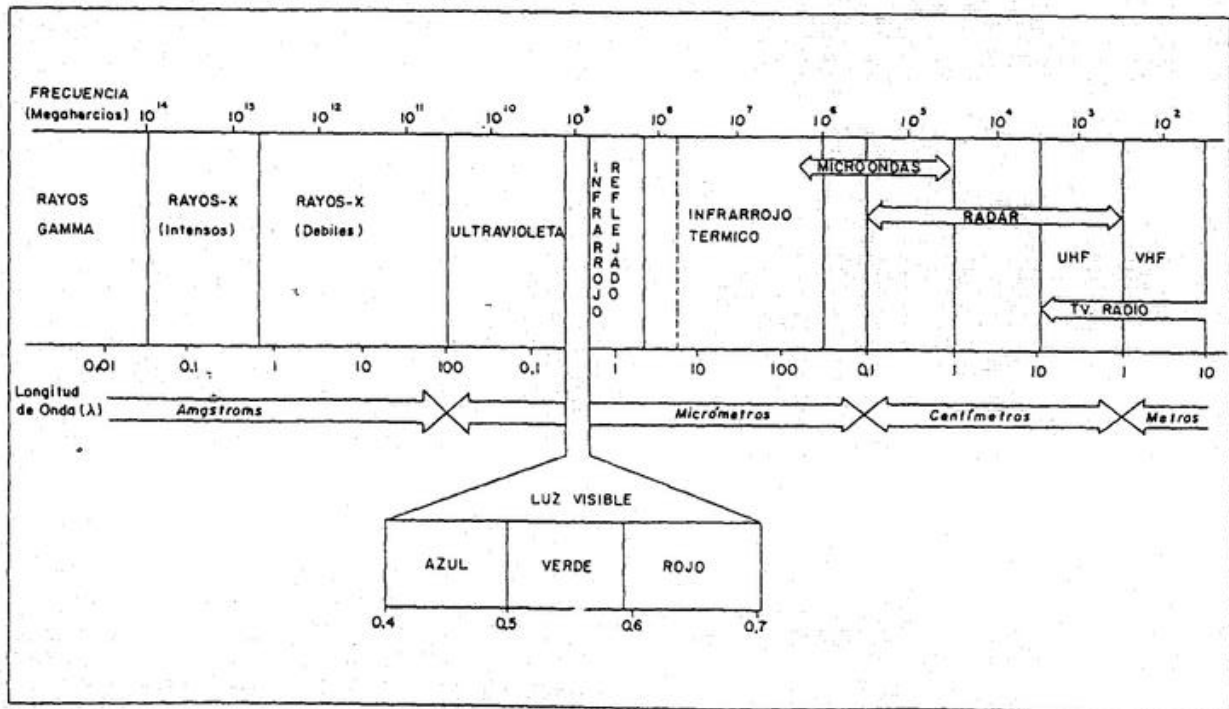 FRECUENCIA
(Megahercios) 10¹⁴ 10¹³ 10¹² 10¹¹ 10¹⁰ 10⁹ 10⁸ 10⁷ 10⁶ 10⁵ 10⁴ 10³ 10²
RAYOS
GAMMA
RAYOS-X
(Intensos)
RAYOS-X
(Debiles)
ULTRAVIOLETA
INFRARROJO
REFLEJADO
INFRARROJO
TERMICO
MICROONDAS
RADAR
UHF
VHF
TV. RADIO
0,01 0,1 1 10 100 0,1 1 10 100 0,1 1 10 1 10
Longitud
de Onda (λ)
Amgstroms
Micrómetros
Centímetros
Metros
LUZ VISIBLE
AZUL
VERDE
ROJO
0,4 0,5 0,6 0,7